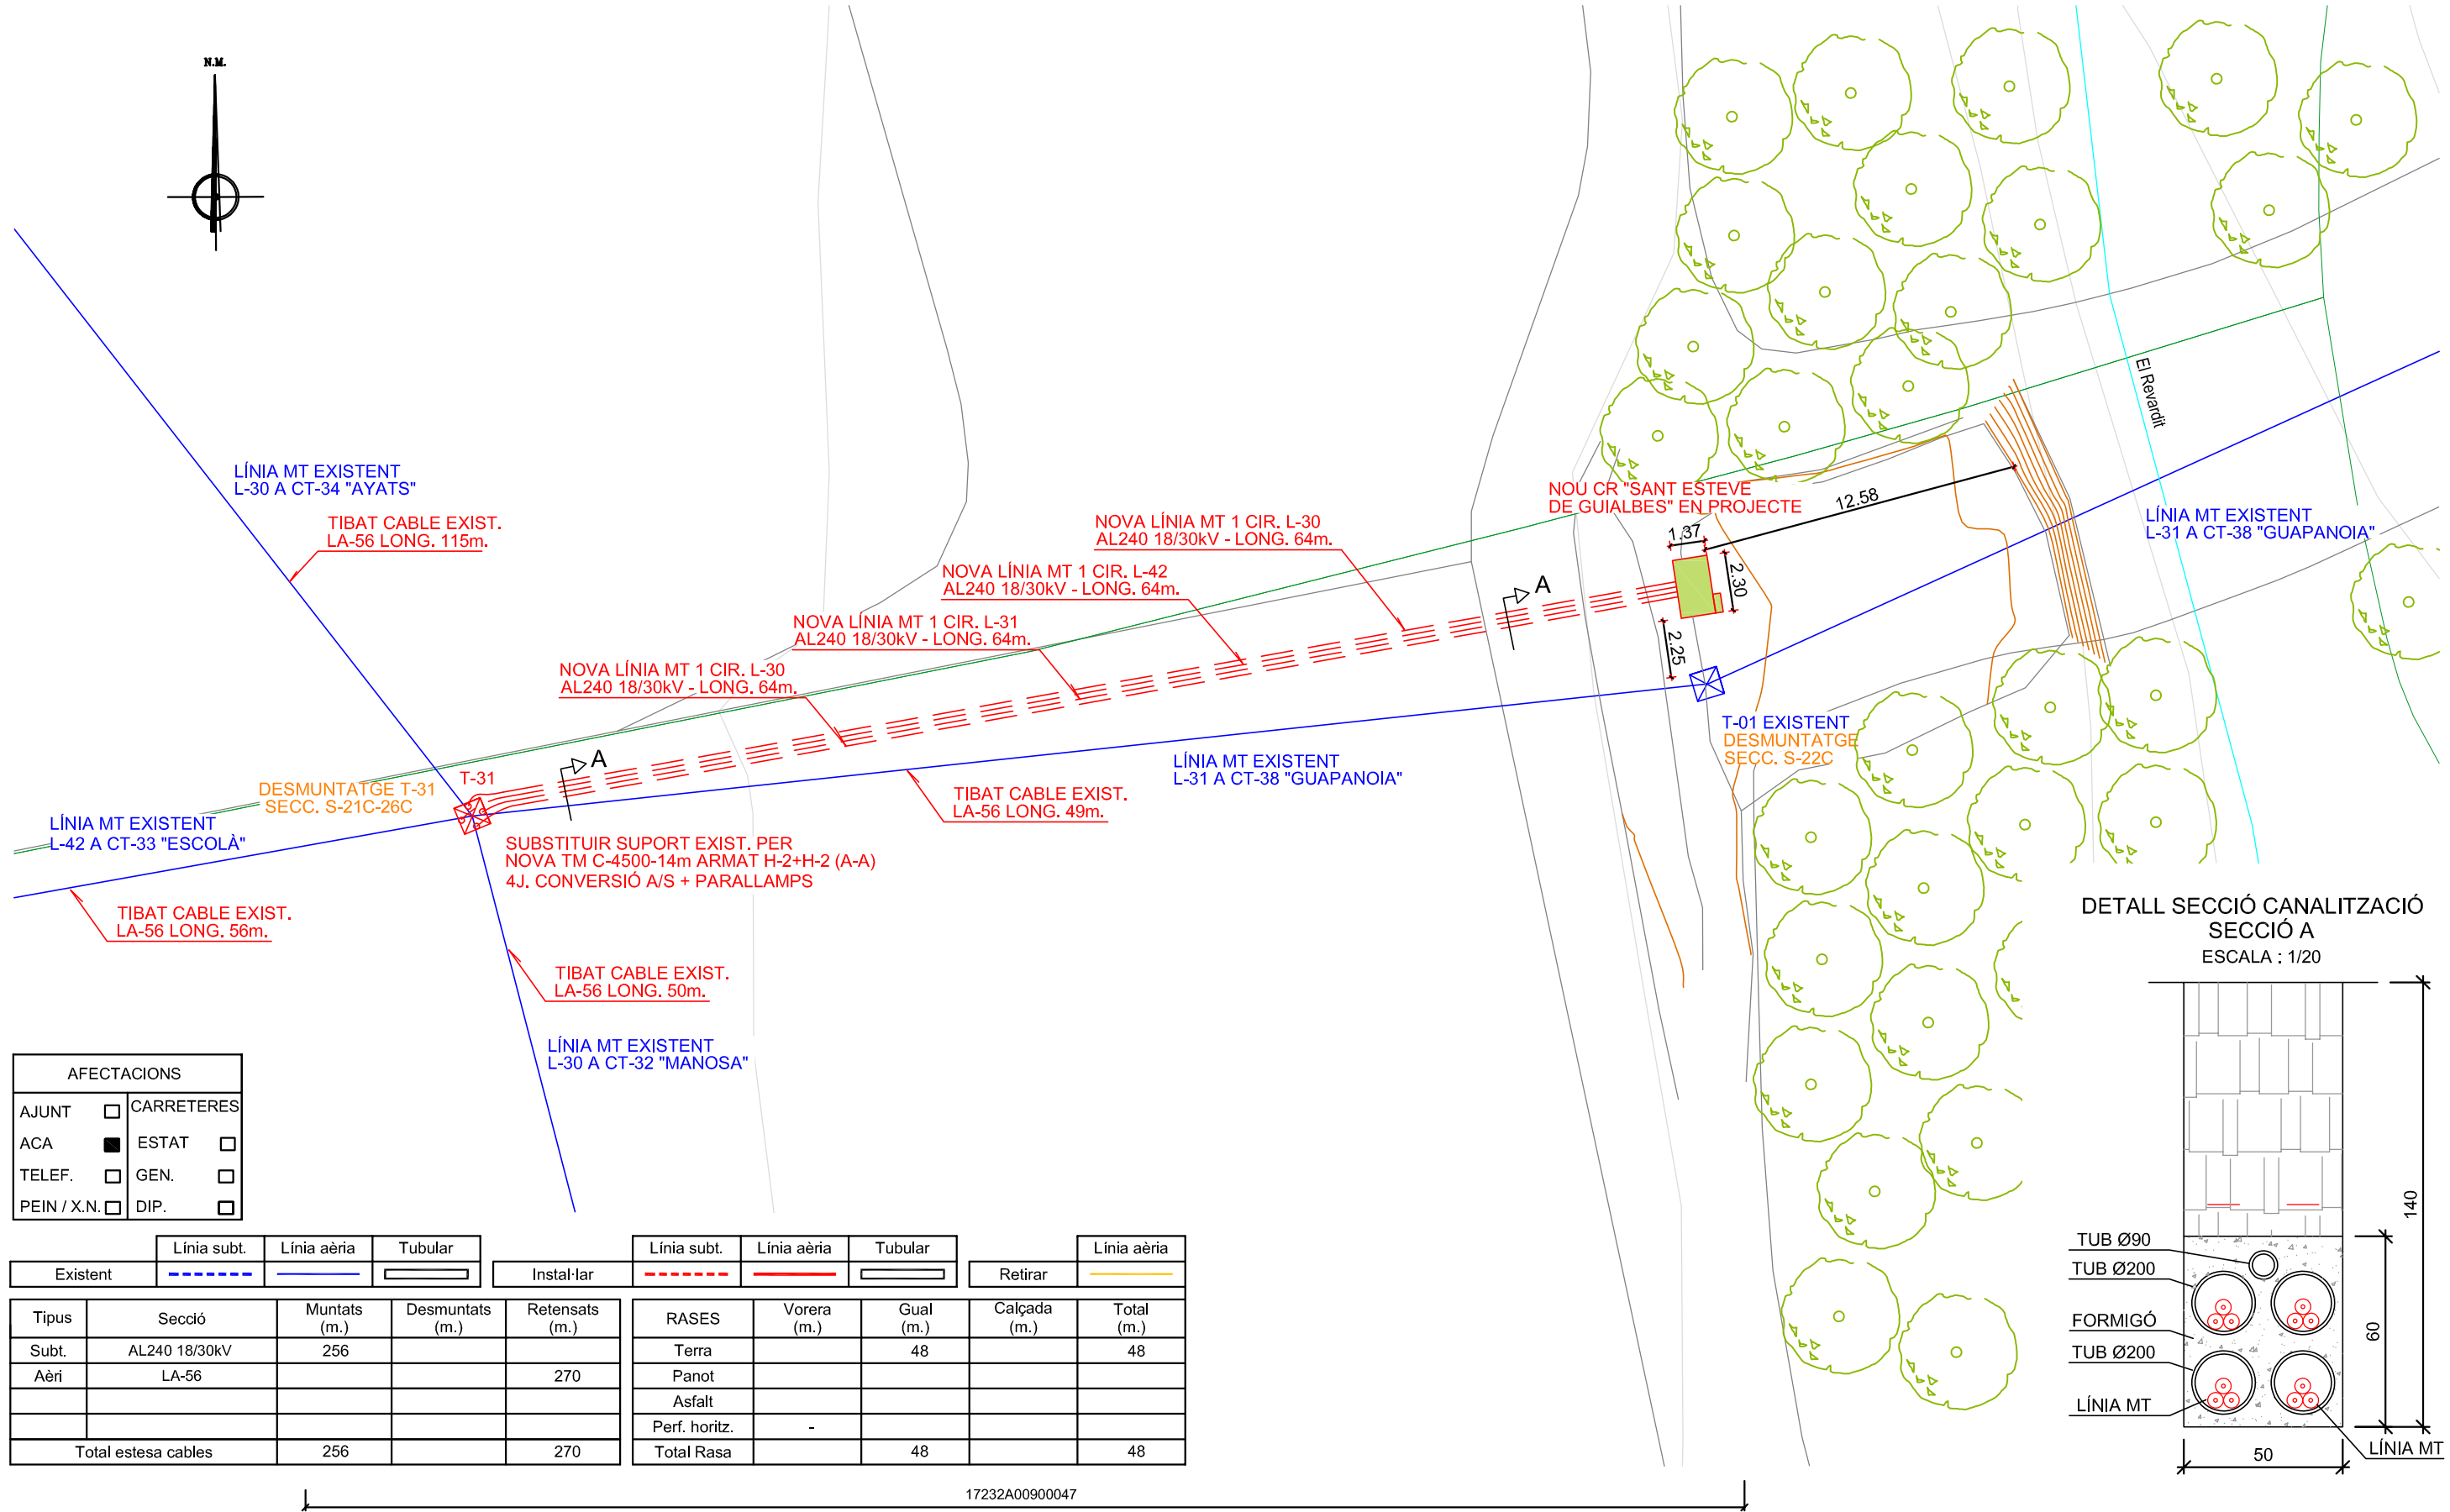 N.M.
LÍNIA MT EXISTENT
L-30 A CT-34 "AYATS"
TIBAT CABLE EXIST.
LA-56 LONG. 115m.
NOVA LÍNIA MT 1 CIR. L-30
AL240 18/30kV - LONG. 64m.
NOVA LÍNIA MT 1 CIR. L-42
AL240 18/30kV - LONG. 64m.
NOVA LÍNIA MT 1 CIR. L-31
AL240 18/30kV - LONG. 64m.
NOVA LÍNIA MT 1 CIR. L-30
AL240 18/30kV - LONG. 64m.
NOU CR "SANT ESTEVE
DE GUIALBES" EN PROJECTE
12.58
1.37
2.30
2.25
A
A
El Revardit
LÍNIA MT EXISTENT
L-31 A CT-38 "GUAPANOIA"
T-01 EXISTENT
DESMUNTATGE
SECC. S-22C
LÍNIA MT EXISTENT
L-31 A CT-38 "GUAPANOIA"
TIBAT CABLE EXIST.
LA-56 LONG. 49m.
T-31
DESMUNTATGE T-31
SECC. S-21C-26C
LÍNIA MT EXISTENT
L-42 A CT-33 "ESCOLÀ"
SUBSTITUIR SUPORT EXIST. PER
NOVA TM C-4500-14m ARMAT H-2+H-2 (A-A)
4J. CONVERSIÓ A/S + PARALLAMPS
TIBAT CABLE EXIST.
LA-56 LONG. 56m.
TIBAT CABLE EXIST.
LA-56 LONG. 50m.
LÍNIA MT EXISTENT
L-30 A CT-32 "MANOSA"
DETALL SECCIÓ CANALITZACIÓ
SECCIÓ A
ESCALA : 1/20
140
60
50
TUB Ø90
TUB Ø200
FORMIGÓ
TUB Ø200
LÍNIA MT
LÍNIA MT
AFECTACIONS
AJUNT CARRETERES
ACA ESTAT
TELEF. GEN.
PEIN / X.N. DIP.
Línia subt. Línia aèria Tubular
Existent
Línia subt. Línia aèria Tubular
Instal·lar
Línia aèria
Retirar
Tipus Secció Muntats (m.) Desmuntats (m.) Retensats (m.)
Subt. AL240 18/30kV 256
Aèri LA-56 270
Total estesa cables 256 270
RASES Vorera (m.) Gual (m.) Calçada (m.) Total (m.)
Terra 48 48
Panot
Asfalt
Perf. horitz. -
Total Rasa 48 48
17232A00900047